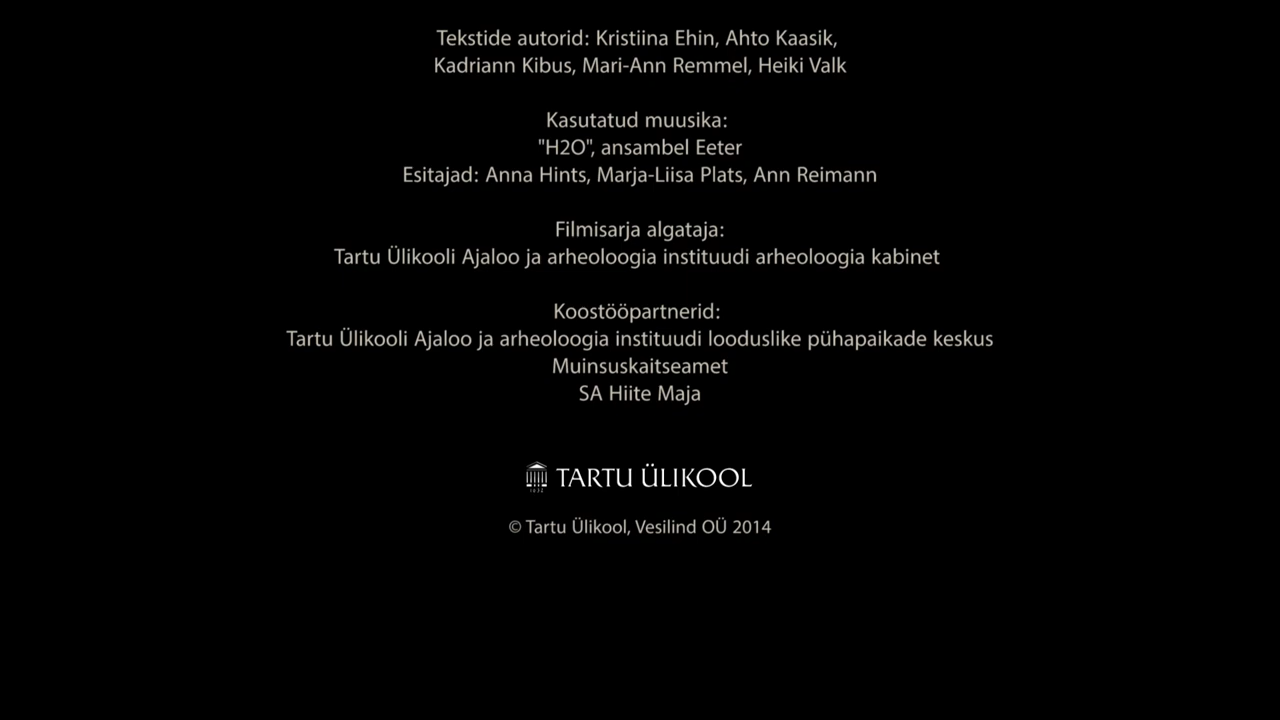 Tekstide autorid: Kristiina Ehin, Ahto Kaasik,
Kadriann Kibus, Mari-Ann Remmel, Heiki Valk
Kasutatud muusika:
"H2O", ansambel Eeter
Esitajad: Anna Hints, Marja-Liisa Plats, Ann Reimann
Filmisarja algataja:
Tartu Ülikooli Ajaloo ja arheoloogia instituudi arheoloogia kabinet
Koostööpartnerid:
Tartu Ülikooli Ajaloo ja arheoloogia instituudi looduslike pühapaikade keskus
Muinsuskaitseamet
SA Hiite Maja
TARTU ÜLIKOOL
1632
© Tartu Ülikool, Vesilind OÜ 2014